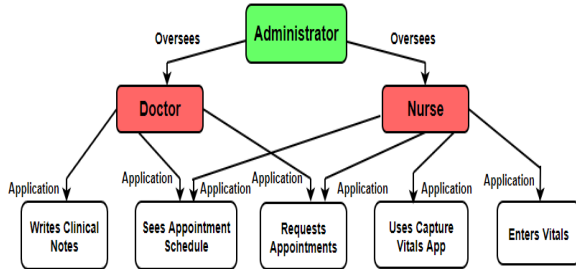 Administrator
Oversees
Oversees
Doctor
Nurse
Application
Application
Application
Application
Application
Application
Application
Writes Clinical
Notes
Sees Appointment
Schedule
Requests
Appointments
Uses Capture
Vitals App
Enters Vitals